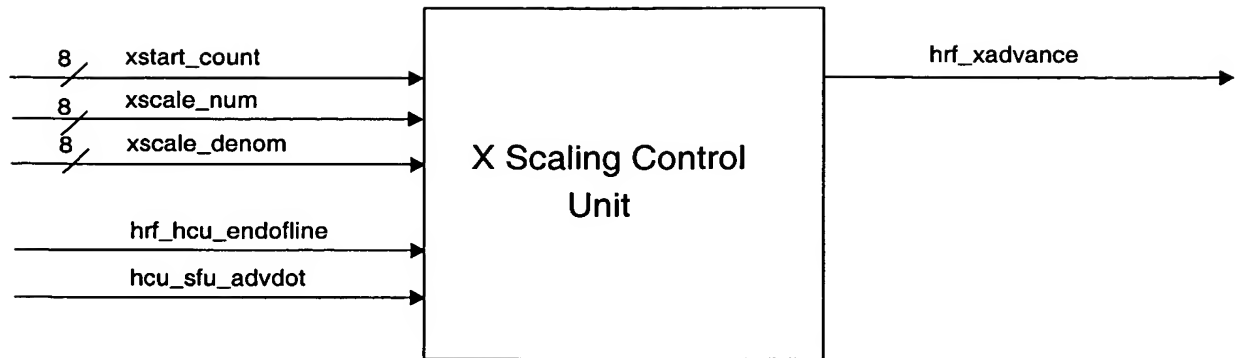 8 xstart_count
8 xscale_num
8 xscale_denom
hrf_hcu_endofline
hcu_sfu_advdot
X Scaling Control
Unit
hrf_xadvance